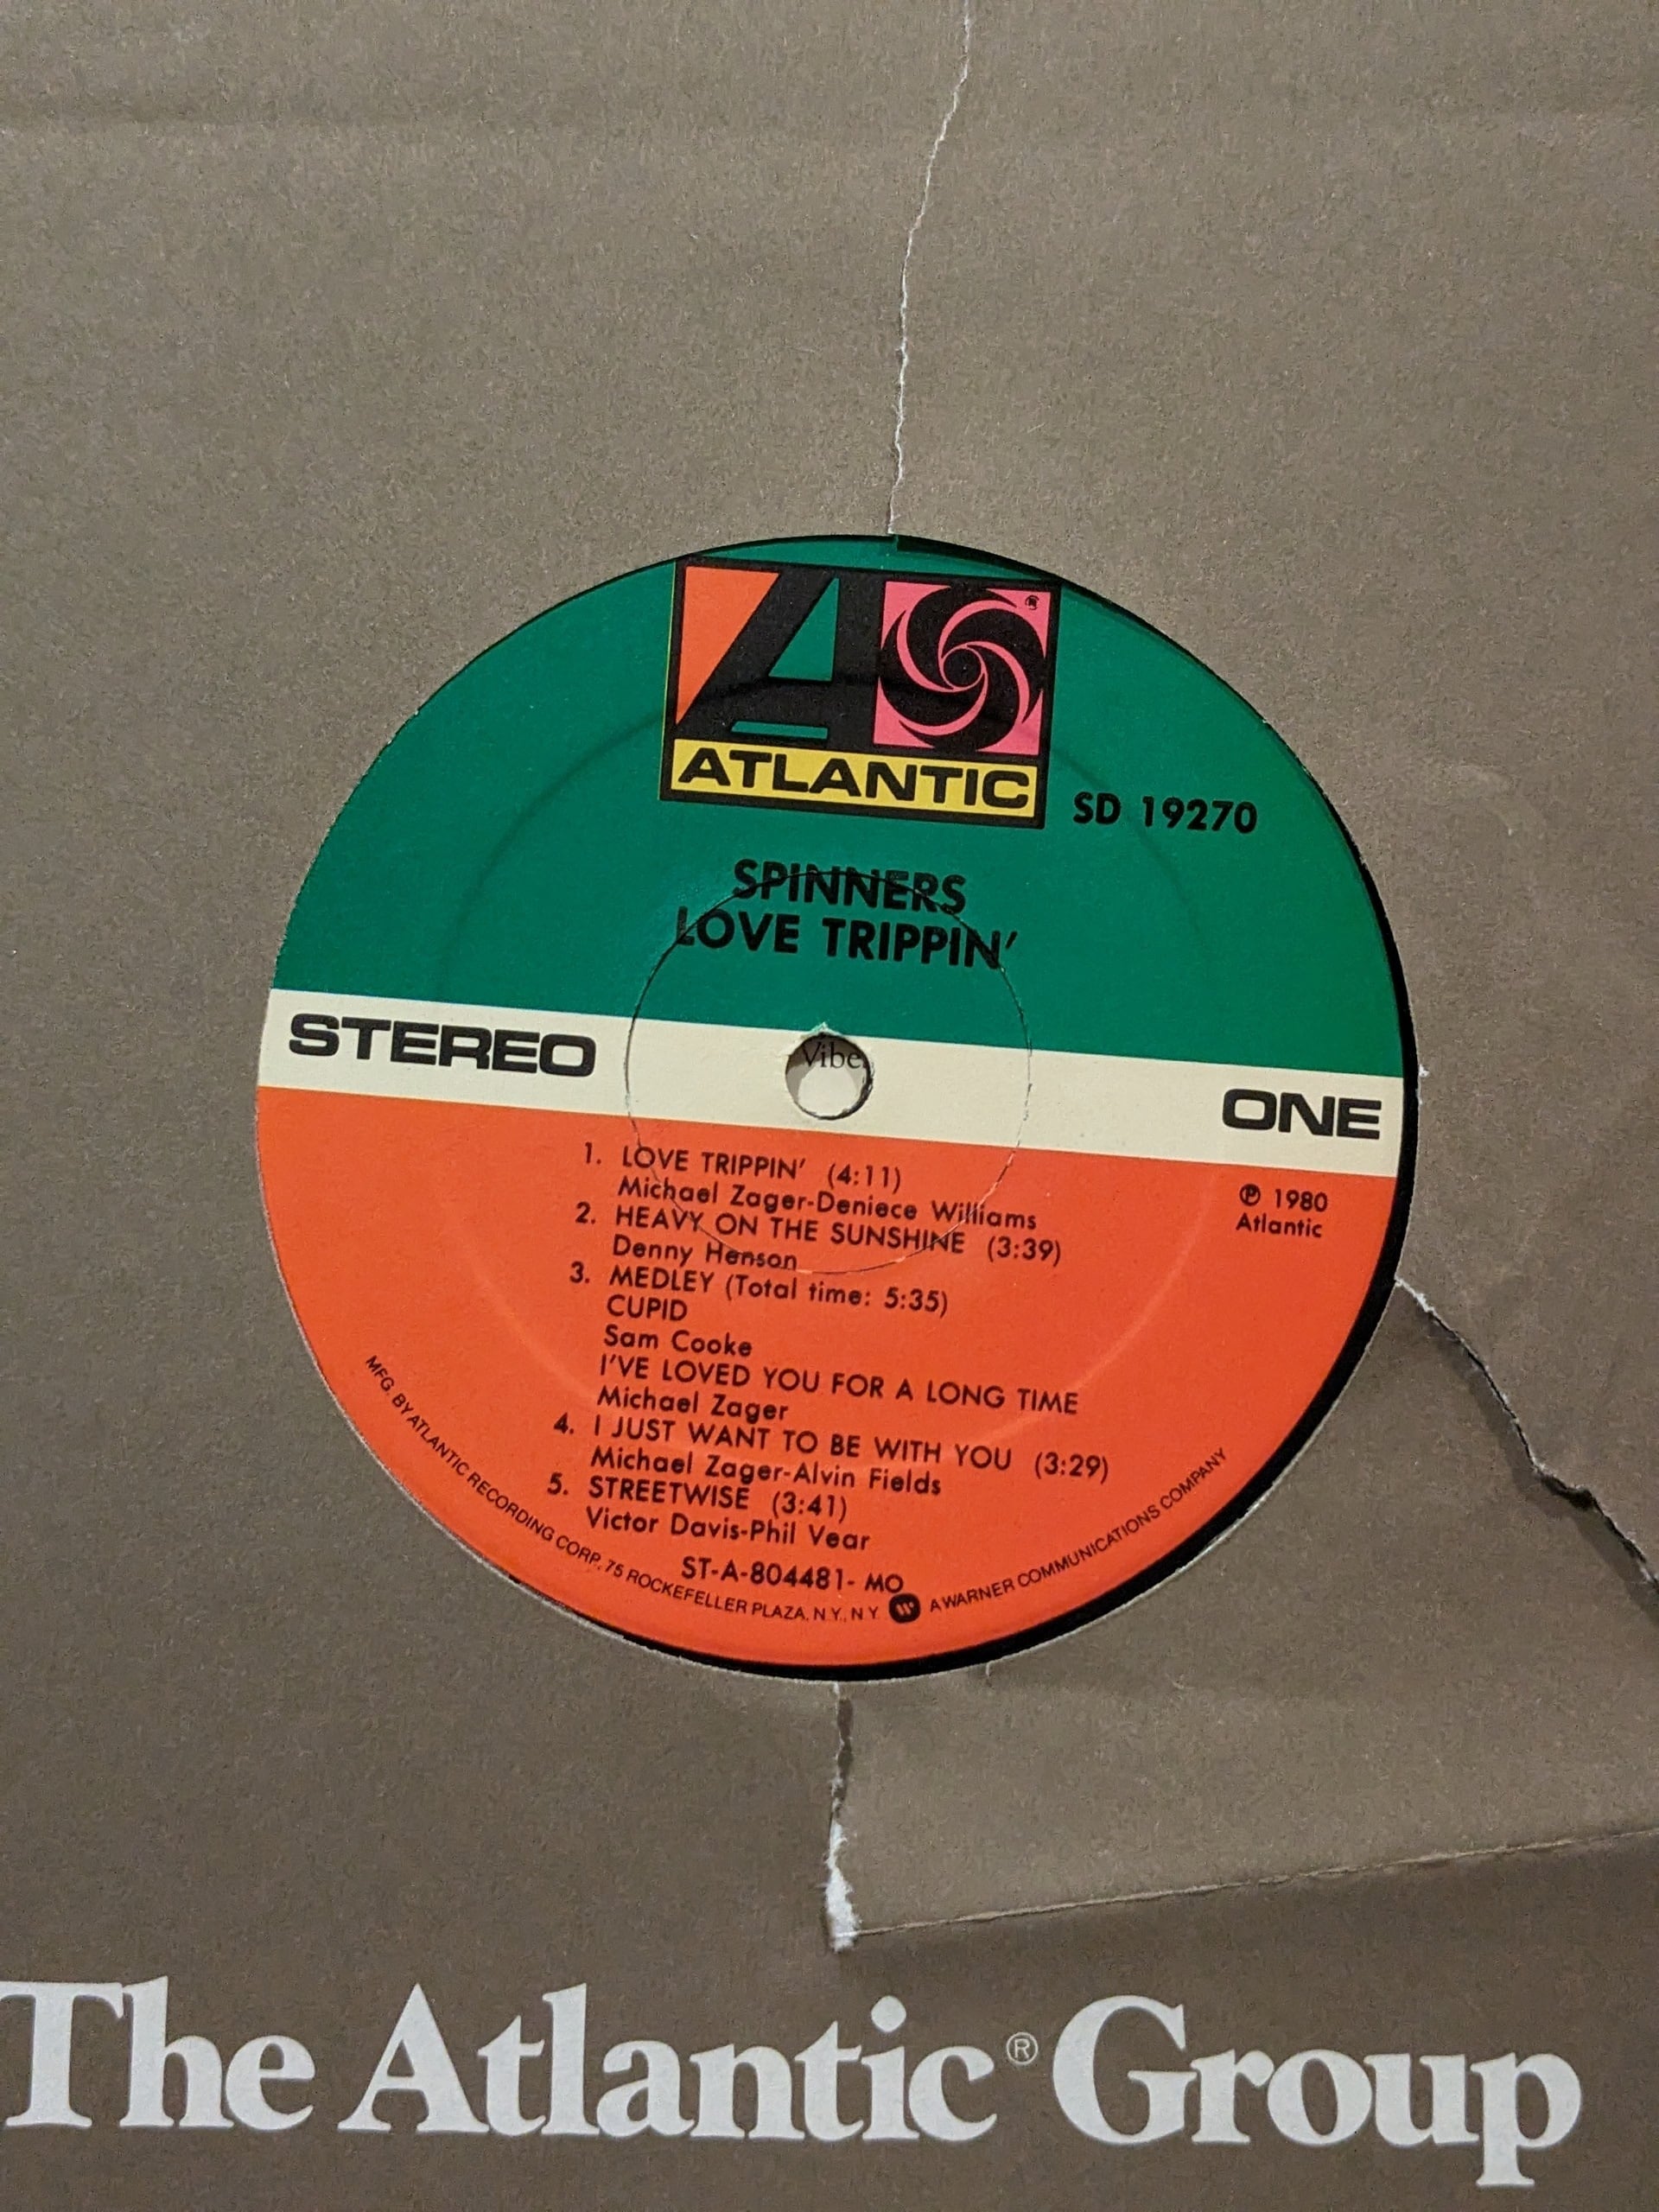 ATLANTIC
®
SD 19270
SPINNERS
LOVE TRIPPIN'
STEREO
Vibe
ONE
1. LOVE TRIPPIN' (4:11)
Michael Zager-Deniece Williams
2. HEAVY ON THE SUNSHINE (3:39)
Denny Henson
3. MEDLEY (Total time: 5:35)
CUPID
Sam Cooke
I'VE LOVED YOU FOR A LONG TIME
Michael Zager
4. I JUST WANT TO BE WITH YOU (3:29)
Michael Zager-Alvin Fields
5. STREETWISE (3:41)
Victor Davis-Phil Vear
℗ 1980
Atlantic
ST-A-804481- MO
MFG. BY ATLANTIC RECORDING CORP., 75 ROCKEFELLER PLAZA, N.Y., N.Y. A WARNER COMMUNICATIONS COMPANY
The Atlantic® Group